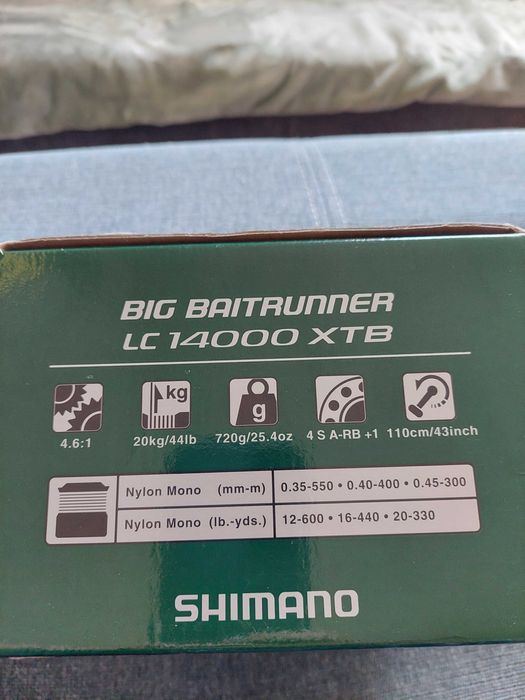 BIG BAITRUNNER
LC 14000 XTB
kg
g
4.6:1 20kg/44lb 720g/25.4oz 4 S A-RB +1 110cm/43inch
Nylon Mono (mm-m) 0.35-550 • 0.40-400 • 0.45-300
Nylon Mono (lb.-yds.) 12-600 • 16-440 • 20-330
SHIMANO